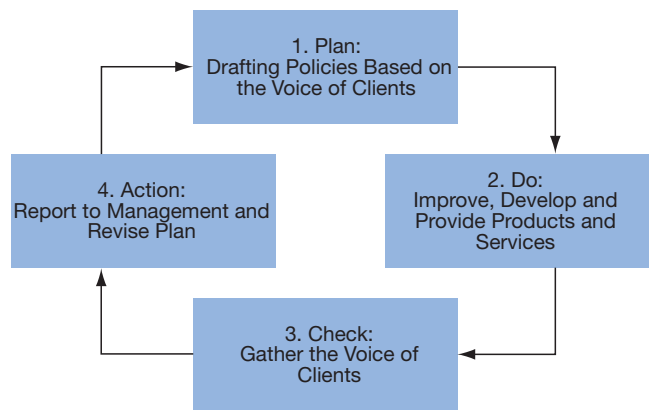 1. Plan:
Drafting Policies Based on
the Voice of Clients
2. Do:
Improve, Develop and
Provide Products and
Services
3. Check:
Gather the Voice of
Clients
4. Action:
Report to Management and
Revise Plan